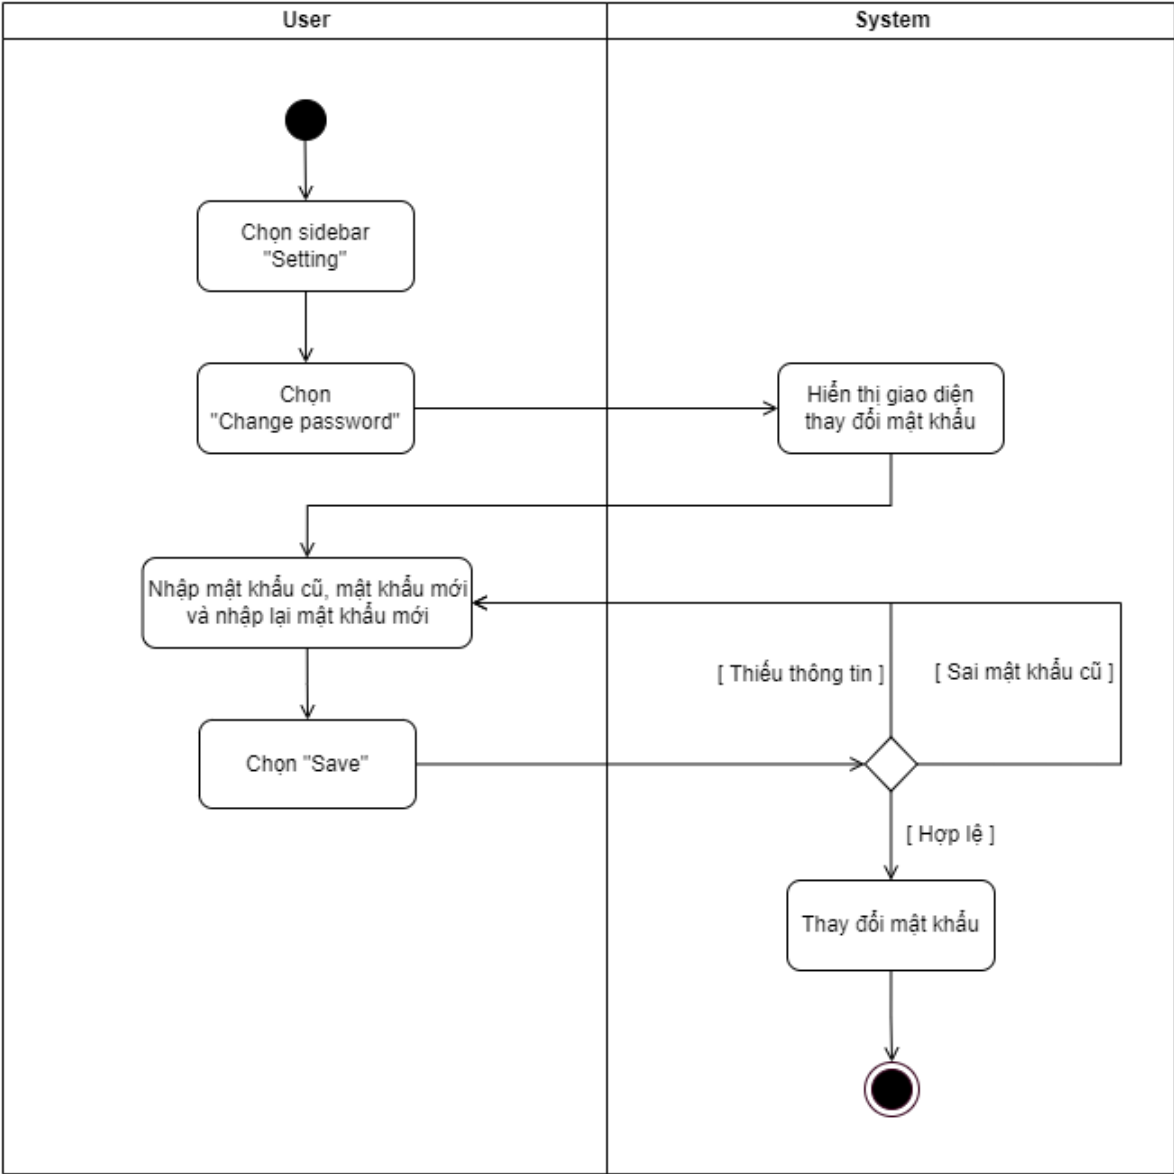 User
System
Chọn sidebar
"Setting"
Chọn
"Change password"
Hiển thị giao diện
thay đổi mật khẩu
Nhập mật khẩu cũ, mật khẩu mới
và nhập lại mật khẩu mới
[ Thiếu thông tin ]
[ Sai mật khẩu cũ ]
Chọn "Save"
[ Hợp lệ ]
Thay đổi mật khẩu